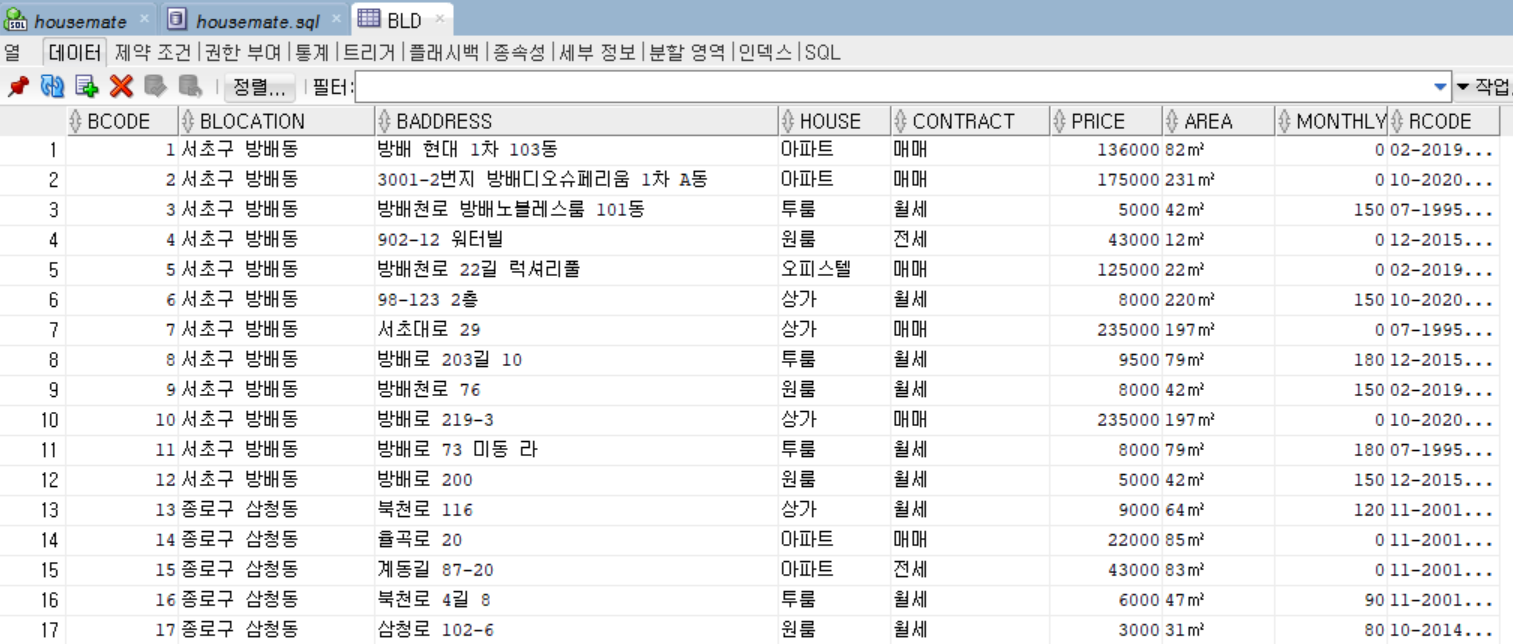 housemate housemate.sql BLD
열 데이터 제약 조건|권한 부여|통계|트리거|플래시백|종속성|세부 정보|분할 영역|인덱스|SQL
정렬... 필터: 작업
BCODE BLOCATION BADDRESS HOUSE CONTRACT PRICE AREA MONTHLY RCODE
1 1 서초구 방배동 방배 현대 1차 103동 아파트 매매 136000 82㎡ 0 02-2019...
2 2 서초구 방배동 3001-2번지 방배디오슈페리움 1차 A동 아파트 매매 175000 231㎡ 0 10-2020...
3 3 서초구 방배동 방배천로 방배노블레스룸 101동 투룸 월세 5000 42㎡ 150 07-1995...
4 4 서초구 방배동 902-12 워터빌 원룸 전세 43000 12㎡ 0 12-2015...
5 5 서초구 방배동 방배천로 22길 럭셔리풀 오피스텔 매매 125000 22㎡ 0 02-2019...
6 6 서초구 방배동 98-123 2층 상가 월세 8000 220㎡ 150 10-2020...
7 7 서초구 방배동 서초대로 29 상가 매매 235000 197㎡ 0 07-1995...
8 8 서초구 방배동 방배로 203길 10 투룸 월세 9500 79㎡ 180 12-2015...
9 9 서초구 방배동 방배천로 76 원룸 월세 8000 42㎡ 150 02-2019...
10 10 서초구 방배동 방배로 219-3 상가 매매 235000 197㎡ 0 10-2020...
11 11 서초구 방배동 방배로 73 미동 라 투룸 월세 8000 79㎡ 180 07-1995...
12 12 서초구 방배동 방배로 200 원룸 월세 5000 42㎡ 150 12-2015...
13 13 종로구 삼청동 북천로 116 상가 월세 9000 64㎡ 120 11-2001...
14 14 종로구 삼청동 율곡로 20 아파트 매매 22000 85㎡ 0 11-2001...
15 15 종로구 삼청동 계동길 87-20 아파트 전세 43000 83㎡ 0 11-2001...
16 16 종로구 삼청동 북천로 4길 8 투룸 월세 6000 47㎡ 90 11-2001...
17 17 종로구 삼청동 삼청로 102-6 원룸 월세 3000 31㎡ 80 10-2014...